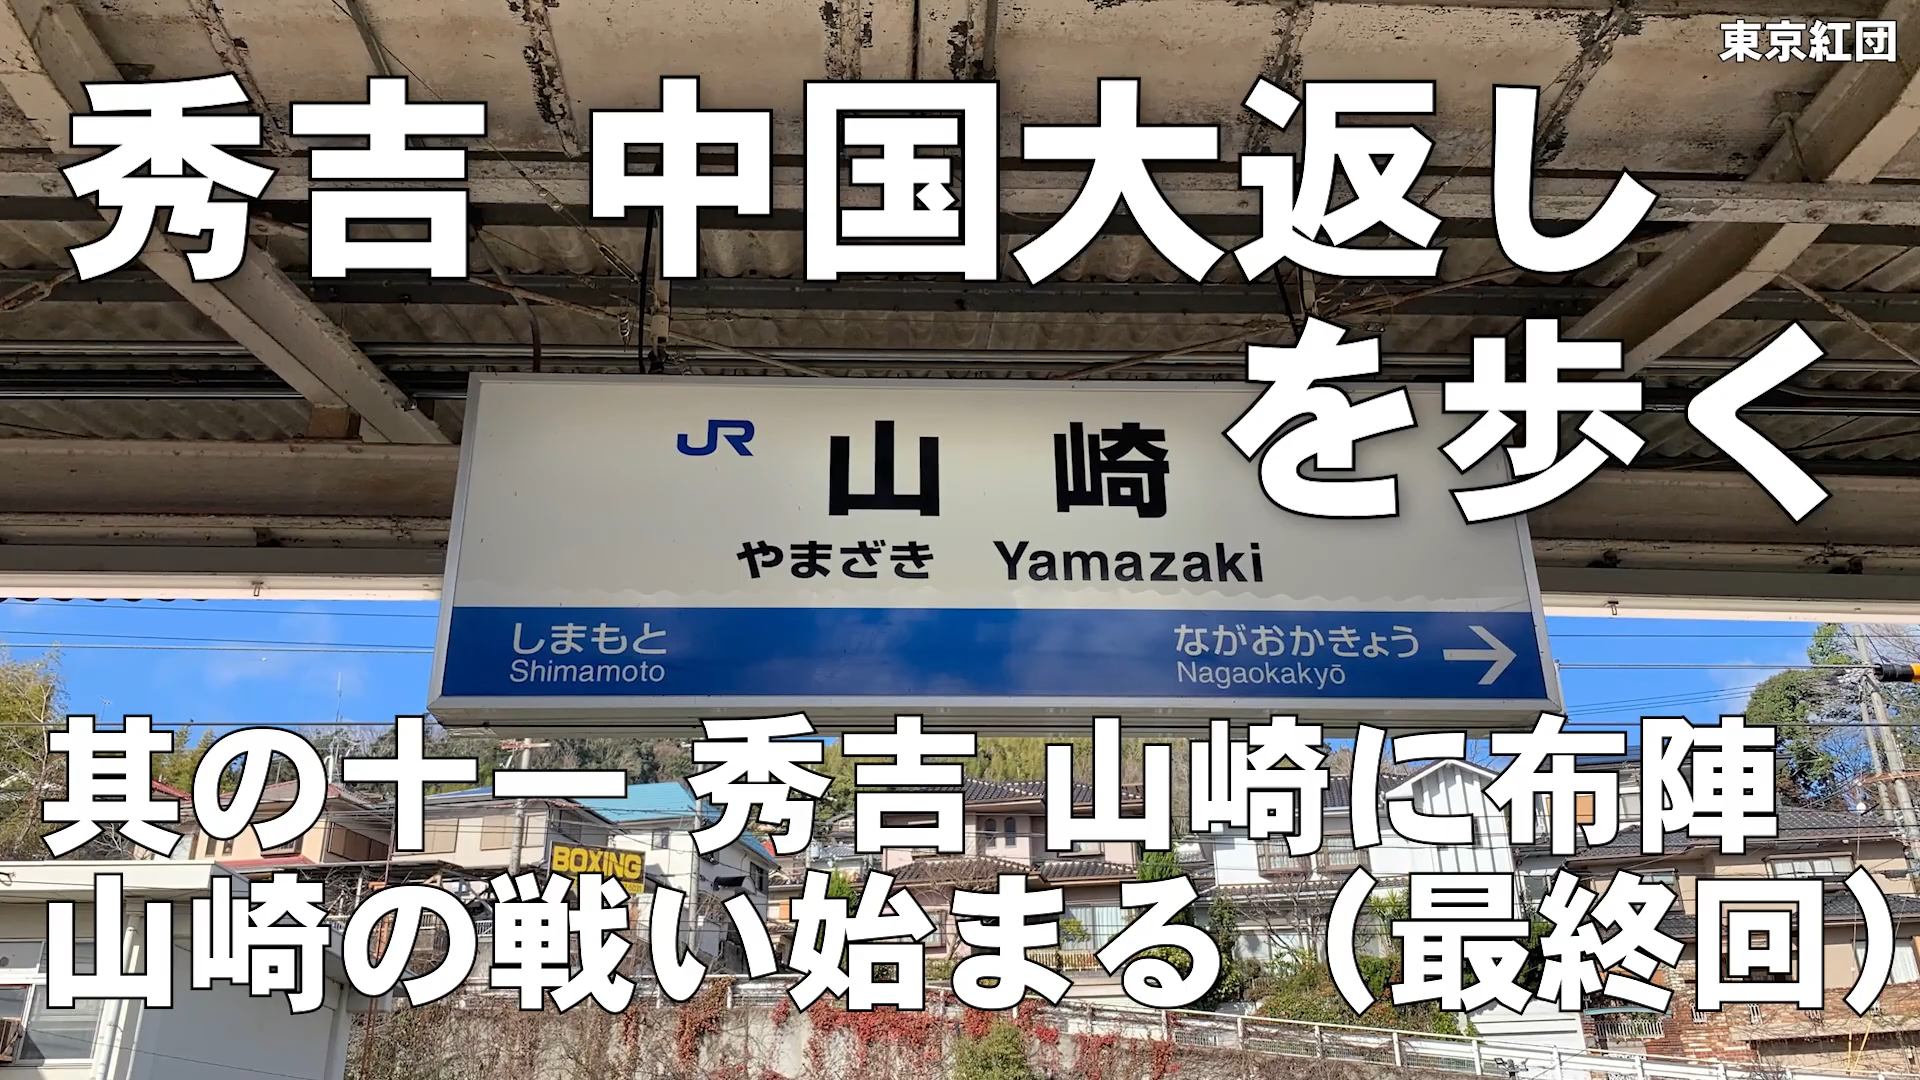 東京紅団
秀吉 中国大返し
を歩く
JR 山崎
やまざき Yamazaki
しまもと ながおかきょう →
Shimamoto Nagaokakyō
其の十一 秀吉 山崎に布陣
BOXING
山崎の戦い始まる（最終回）